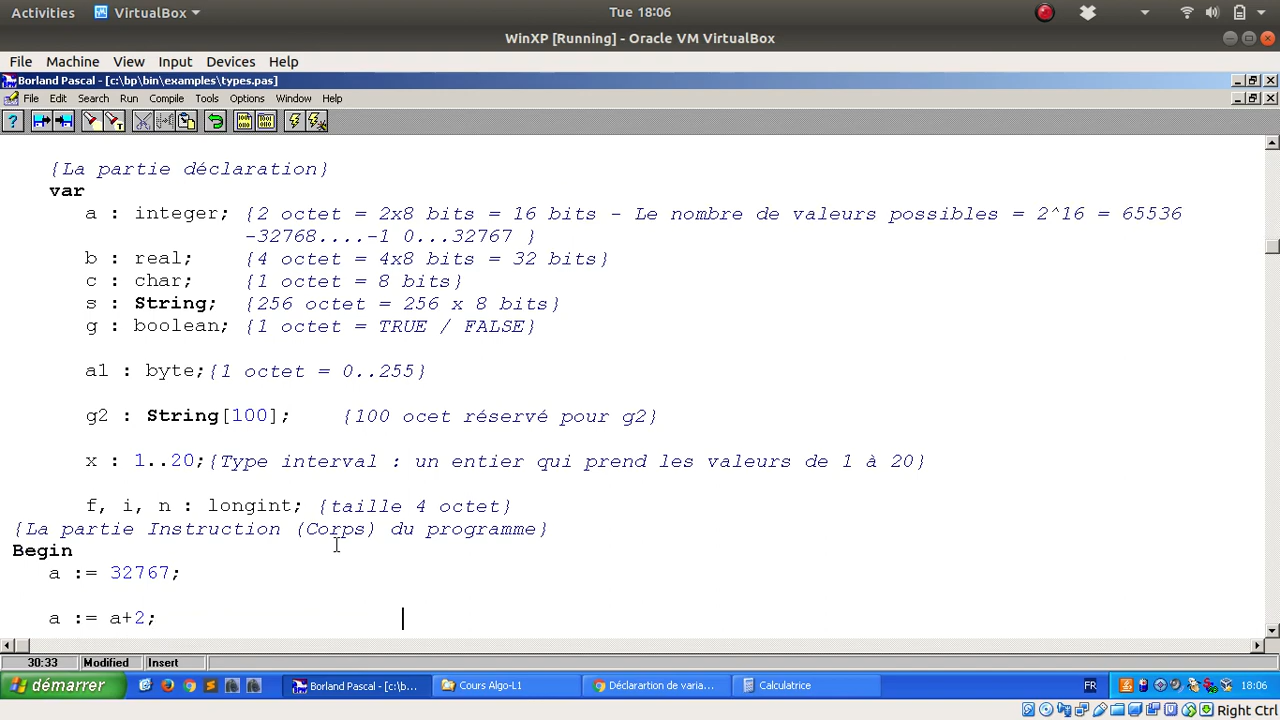 Activities VirtualBox Tue 18:06
WinXP [Running] - Oracle VM VirtualBox
File Machine View Input Devices Help
Borland Pascal - [c:\bp\bin\examples\types.pas]
File Edit Search Run Compile Tools Options Window Help
{La partie déclaration}
var
a : integer; {2 octet = 2x8 bits = 16 bits - Le nombre de valeurs possibles = 2^16 = 65536
-32768....-1 0...32767 }
b : real; {4 octet = 4x8 bits = 32 bits}
c : char; {1 octet = 8 bits}
s : String; {256 octet = 256 x 8 bits}
g : boolean; {1 octet = TRUE / FALSE}
a1 : byte;{1 octet = 0..255}
g2 : String[100]; {100 ocet réservé pour g2}
x : 1..20;{Type interval : un entier qui prend les valeurs de 1 à 20}
f, i, n : longint; {taille 4 octet}
{La partie Instruction (Corps) du programme}
Begin
a := 32767;
a := a+2;
30:33 Modified Insert
démarrer Borland Pascal - [c:\b... Cours Algo-L1 Déclarartion de varia... Calculatrice FR 18:06
Right Ctrl